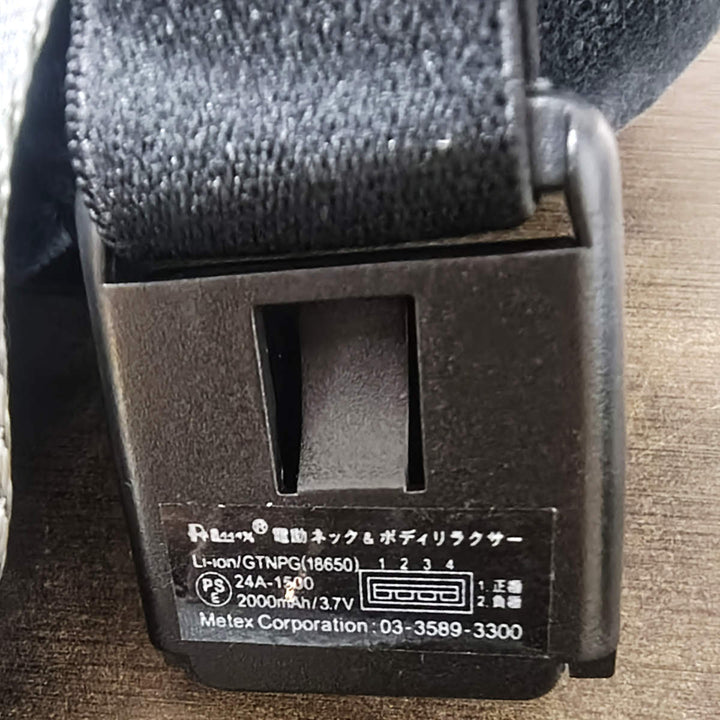 ® 電動ネック＆ボディリラクサー
Li-ion/GTNPG(18650) 1 2 3 4
PSE 24A-1500 1. 正極
2000mAh/3.7V 2. 負極
Metex Corporation : 03-3589-3300